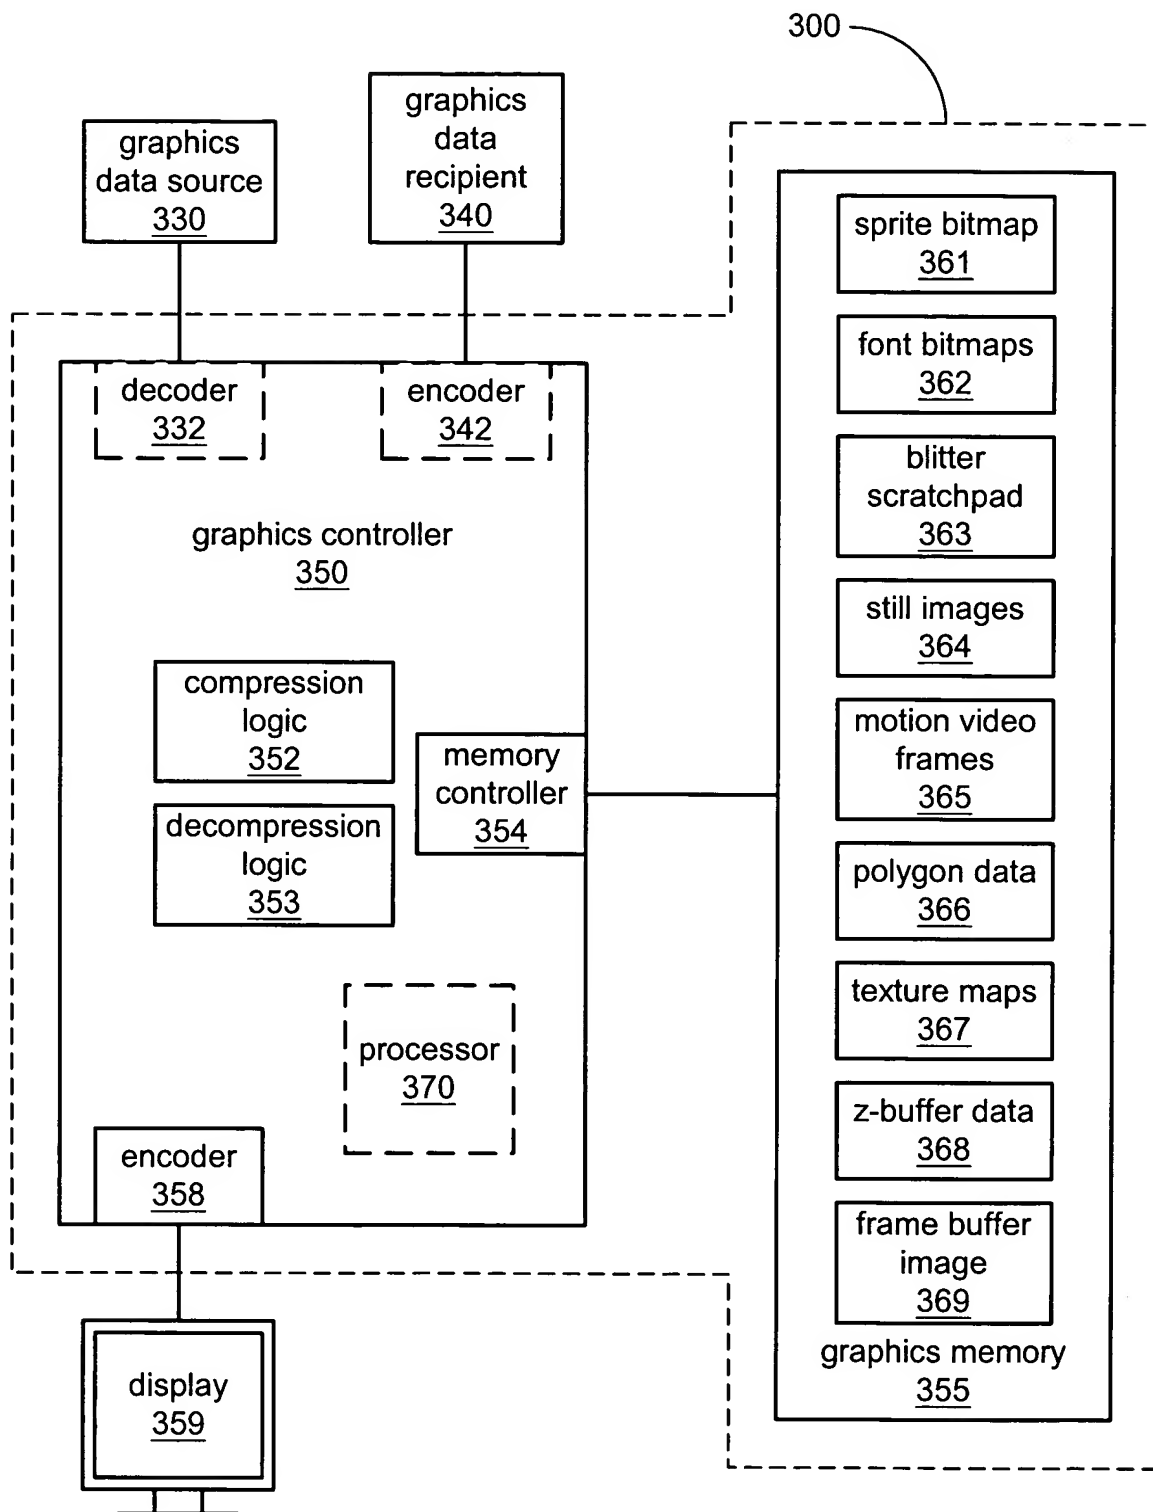 300
graphics
data source
330
graphics
data
recipient
340
decoder
332
encoder
342
graphics controller
350
compression
logic
352
decompression
logic
353
memory
controller
354
processor
370
encoder
358
display
359
sprite bitmap
361
font bitmaps
362
blitter
scratchpad
363
still images
364
motion video
frames
365
polygon data
366
texture maps
367
z-buffer data
368
frame buffer
image
369
graphics memory
355